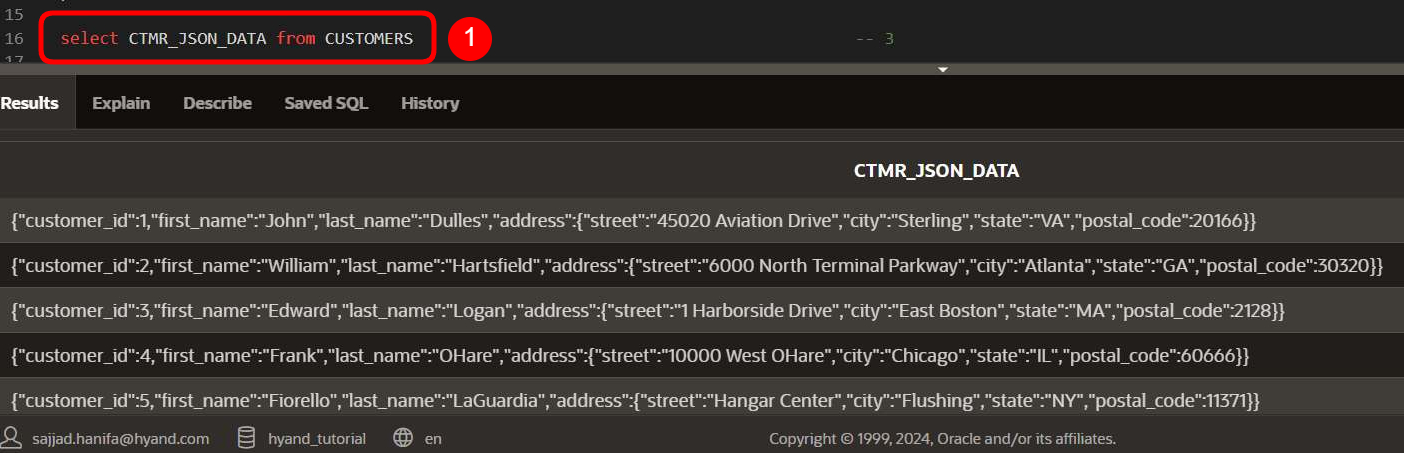 15
16 select CTMR_JSON_DATA from CUSTOMERS -- 3
1
17
Results Explain Describe Saved SQL History
CTMR_JSON_DATA
{"customer_id":1,"first_name":"John","last_name":"Dulles","address":{"street":"45020 Aviation Drive","city":"Sterling","state":"VA","postal_code":20166}}
{"customer_id":2,"first_name":"William","last_name":"Hartsfield","address":{"street":"6000 North Terminal Parkway","city":"Atlanta","state":"GA","postal_code":30320}}
{"customer_id":3,"first_name":"Edward","last_name":"Logan","address":{"street":"1 Harborside Drive","city":"East Boston","state":"MA","postal_code":2128}}
{"customer_id":4,"first_name":"Frank","last_name":"OHare","address":{"street":"10000 West OHare","city":"Chicago","state":"IL","postal_code":60666}}
{"customer_id":5,"first_name":"Fiorello","last_name":"LaGuardia","address":{"street":"Hangar Center","city":"Flushing","state":"NY","postal_code":11371}}
sajjad.hanifa@hyand.com hyand_tutorial en Copyright © 1999, 2024, Oracle and/or its affiliates.